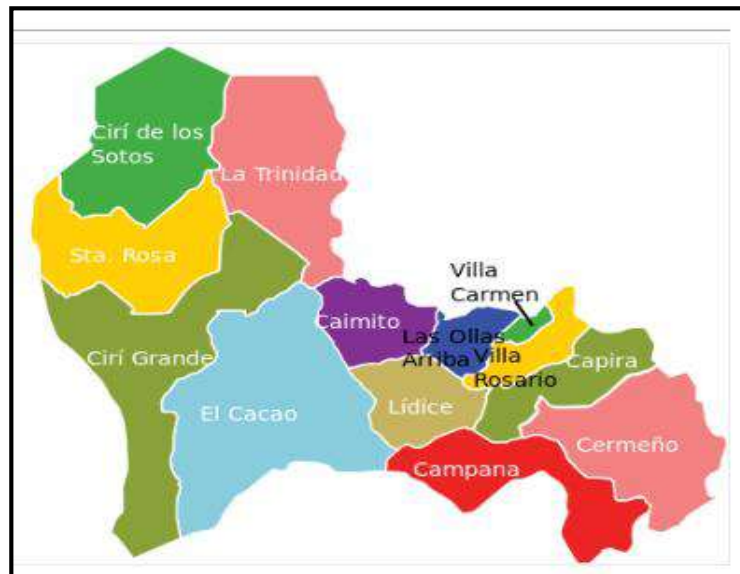 Cirí de los
Sotos
La Trinidad
Sta. Rosa
Villa
Carmen
Caimito
Las Ollas
Arriba
Villa
Rosario
Cirí Grande
Capira
El Cacao
Lídice
Cermeño
Campana